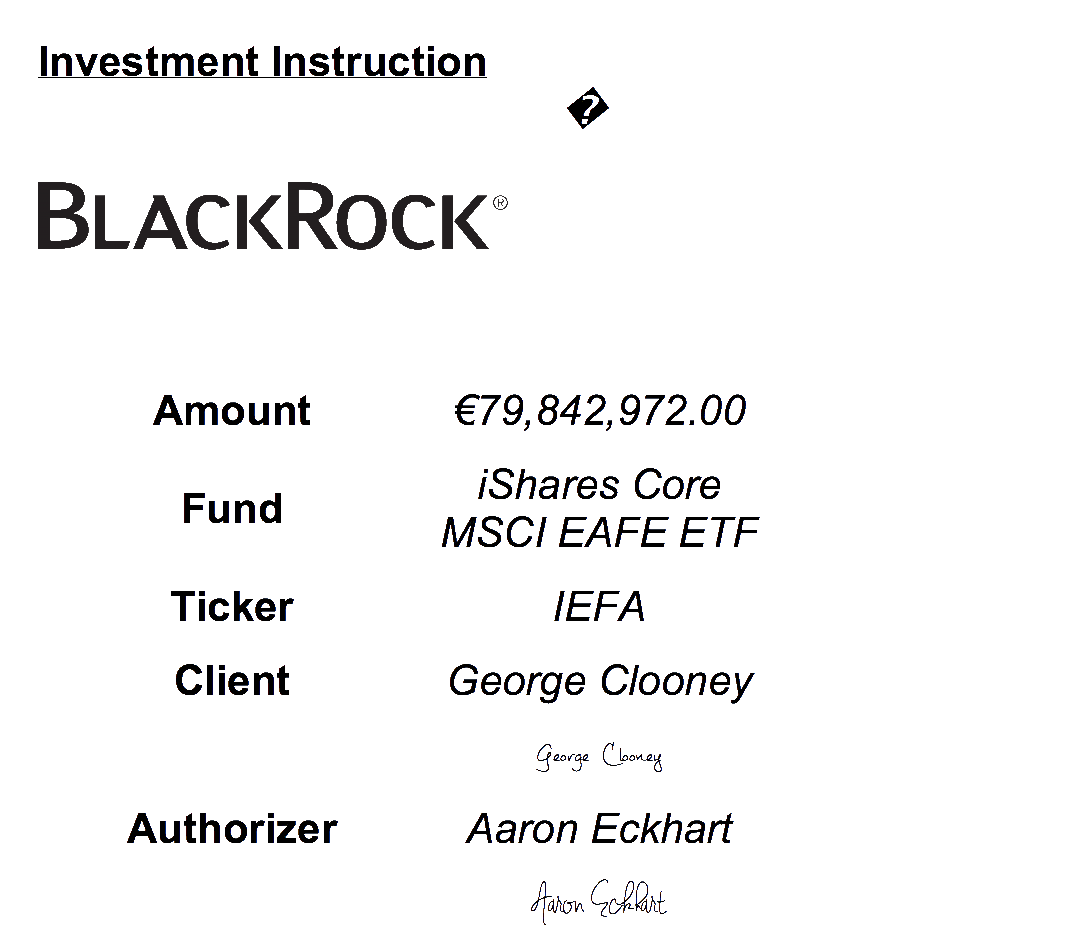 Investment Instruction
�
BLACKROCK®
Amount €79,842,972.00
Fund iShares Core
MSCI EAFE ETF
Ticker IEFA
Client George Clooney
George Clooney
Authorizer Aaron Eckhart
Aaron Eckhart